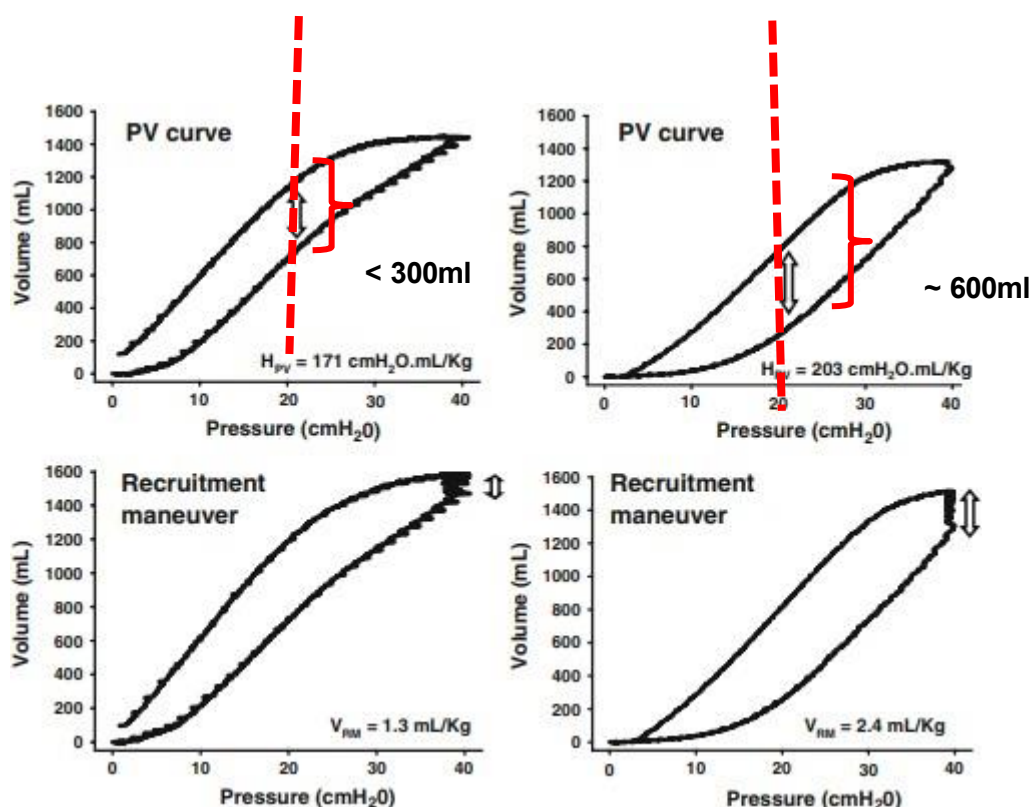 1600
1400
1200
1000
800
600
400
200
0
Volume (mL)
PV curve
< 300ml
H_PV = 171 cmH₂O.mL/Kg
0 10 20 30 40
Pressure (cmH₂0)
1600
1400
1200
1000
800
600
400
200
0
Volume (mL)
PV curve
~ 600ml
H_PV = 203 cmH₂O.mL/Kg
0 10 20 30 40
Pressure (cmH₂0)
1600
1400
1200
1000
800
600
400
200
0
Volume (mL)
Recruitment
maneuver
V_RM = 1.3 mL/Kg
0 10 20 30 40
Pressure (cmH₂0)
1600
1400
1200
1000
800
600
400
200
0
Volume (mL)
Recruitment
maneuver
V_RM = 2.4 mL/Kg
0 10 20 30 40
Pressure (cmH₂0)